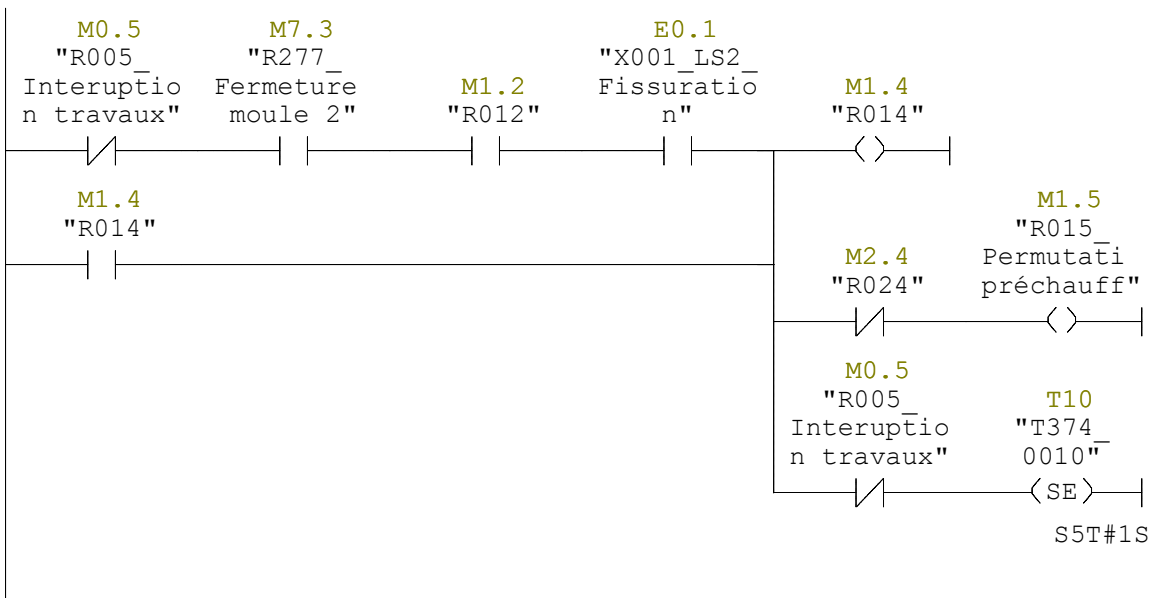 M0.5
"R005_
Interuptio
n travaux"
M7.3
"R277_
Fermeture
moule 2"
M1.2
"R012"
E0.1
"X001_LS2_
Fissuratio
n"
M1.4
"R014"
M1.4
"R014"
M2.4
"R024"
M1.5
"R015_
Permutati
préchauff"
M0.5
"R005_
Interuptio
n travaux"
T10
"T374_
0010"
SE
S5T#1S